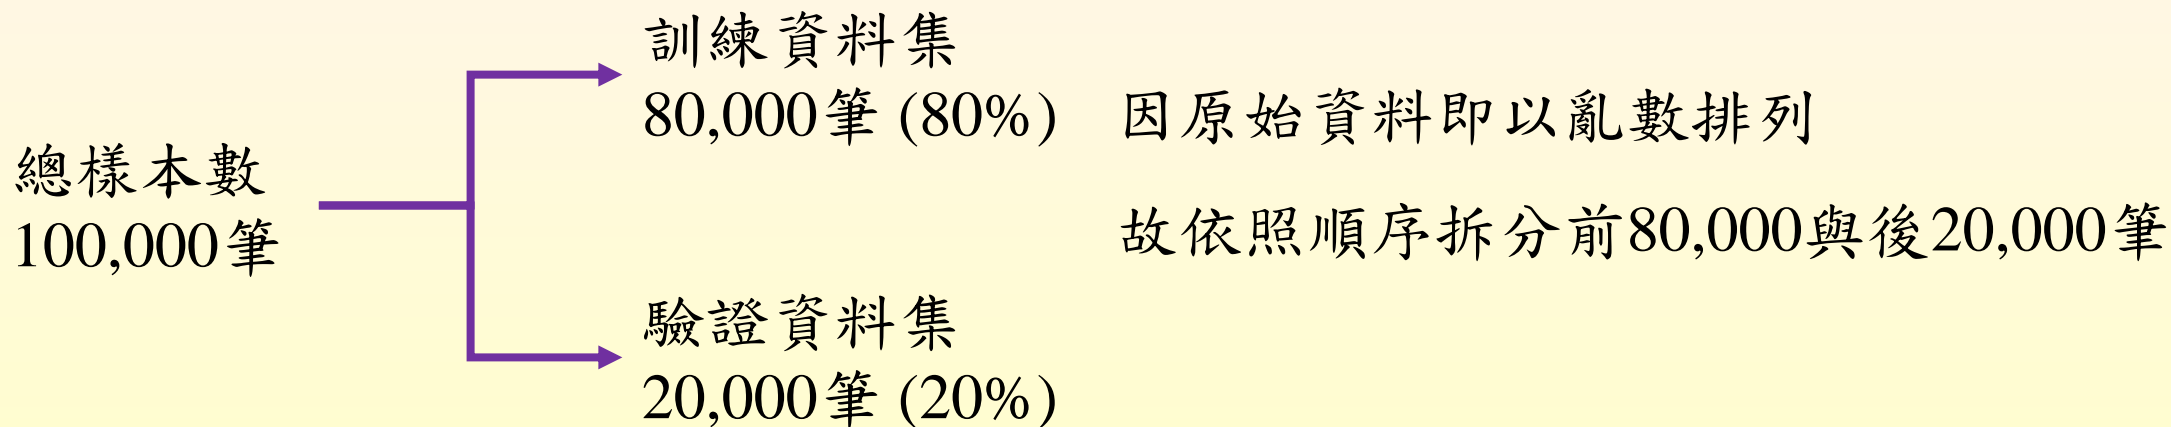 總樣本數
100,000筆
訓練資料集
80,000筆 (80%)
驗證資料集
20,000筆 (20%)
因原始資料即以亂數排列
故依照順序拆分前80,000與後20,000筆